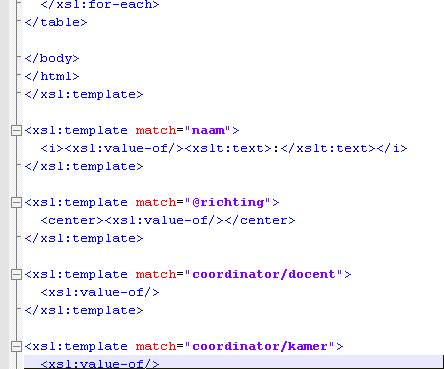 </xsl:for-each>
</table>
</body>
</html>
</xsl:template>
<xsl:template match="naam">
<i><xsl:value-of/><xslt:text>:</xslt:text></i>
</xsl:template>
<xsl:template match="@richting">
<center><xsl:value-of/></center>
</xsl:template>
<xsl:template match="coordinator/docent">
<xsl:value-of/>
</xsl:template>
<xsl:template match="coordinator/kamer">
<xsl:value-of/>